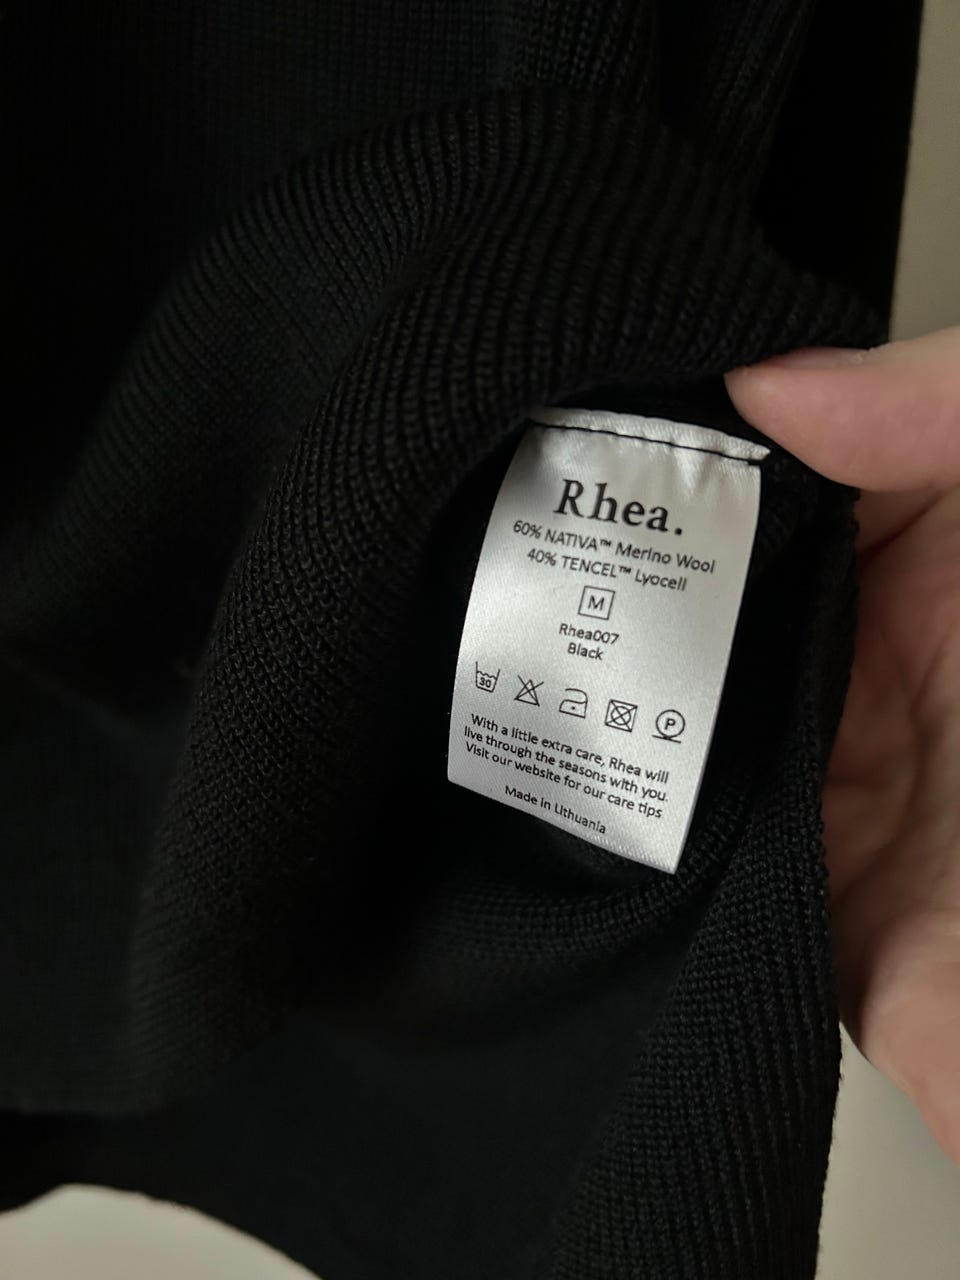 Rhea.
60% NATIVA™ Merino Wool
40% TENCEL™ Lyocell
M
Rhea007
Black
30
P
With a little extra care, Rhea will
live through the seasons with you.
Visit our website for our care tips
Made in Lithuania